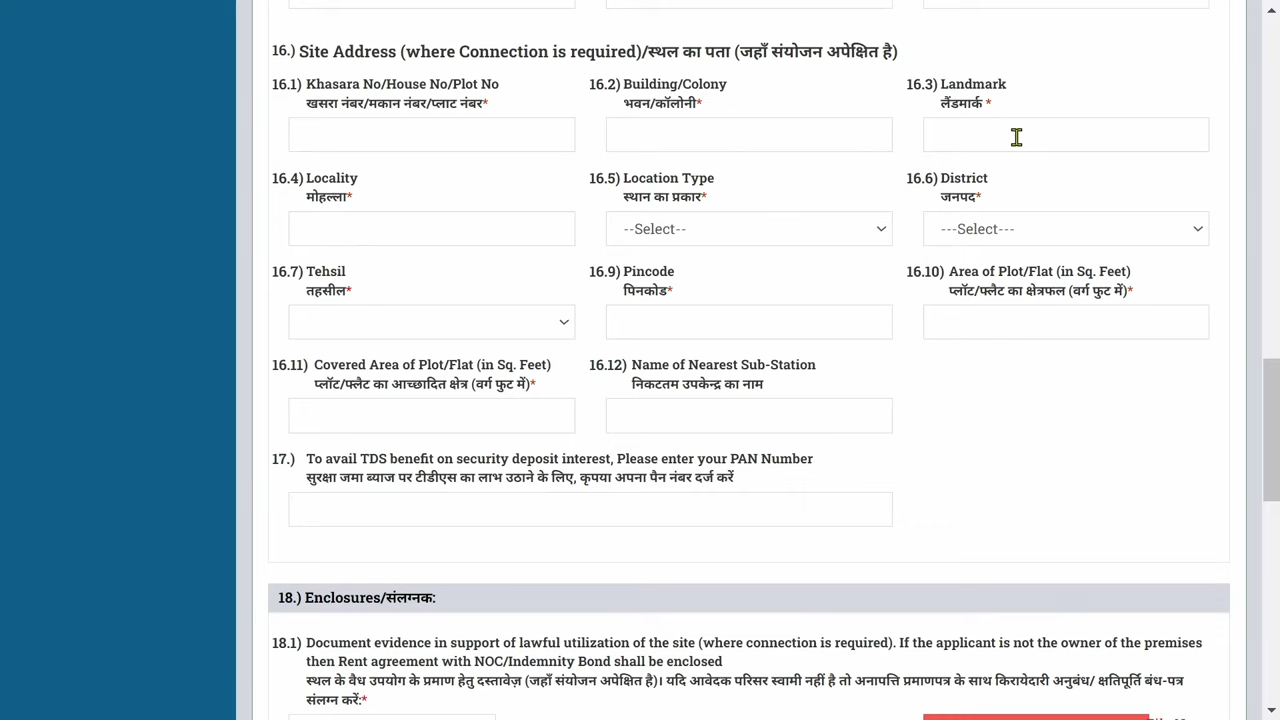 16.) Site Address (where Connection is required)/स्थल का पता (जहाँ संयोजन अपेक्षित है)
16.1) Khasara No/House No/Plot No
खसरा नंबर/मकान नंबर/प्लाट नंबर*
16.2) Building/Colony
भवन/कॉलोनी*
16.3) Landmark
लैंडमार्क *
16.4) Locality
मोहल्ला*
16.5) Location Type
स्थान का प्रकार*
--Select--
16.6) District
जनपद*
---Select---
16.7) Tehsil
तहसील*
16.9) Pincode
पिनकोड*
16.10) Area of Plot/Flat (in Sq. Feet)
प्लॉट/फ्लैट का क्षेत्रफल (वर्ग फुट में)*
16.11) Covered Area of Plot/Flat (in Sq. Feet)
प्लॉट/फ्लैट का आच्छादित क्षेत्र (वर्ग फुट में)*
16.12) Name of Nearest Sub-Station
निकटतम उपकेन्द्र का नाम
17.) To avail TDS benefit on security deposit interest, Please enter your PAN Number
सुरक्षा जमा ब्याज पर टीडीएस का लाभ उठाने के लिए, कृपया अपना पैन नंबर दर्ज करें
18.) Enclosures/संलग्नक:
18.1) Document evidence in support of lawful utilization of the site (where connection is required). If the applicant is not the owner of the premises
then Rent agreement with NOC/Indemnity Bond shall be enclosed
स्थल के वैध उपयोग के प्रमाण हेतु दस्तावेज़ (जहाँ संयोजन अपेक्षित है)। यदि आवेदक परिसर स्वामी नहीं है तो अनापत्ति प्रमाणपत्र के साथ किरायेदारी अनुबंध/ क्षतिपूर्ति बंध-पत्र
संलग्न करें:*